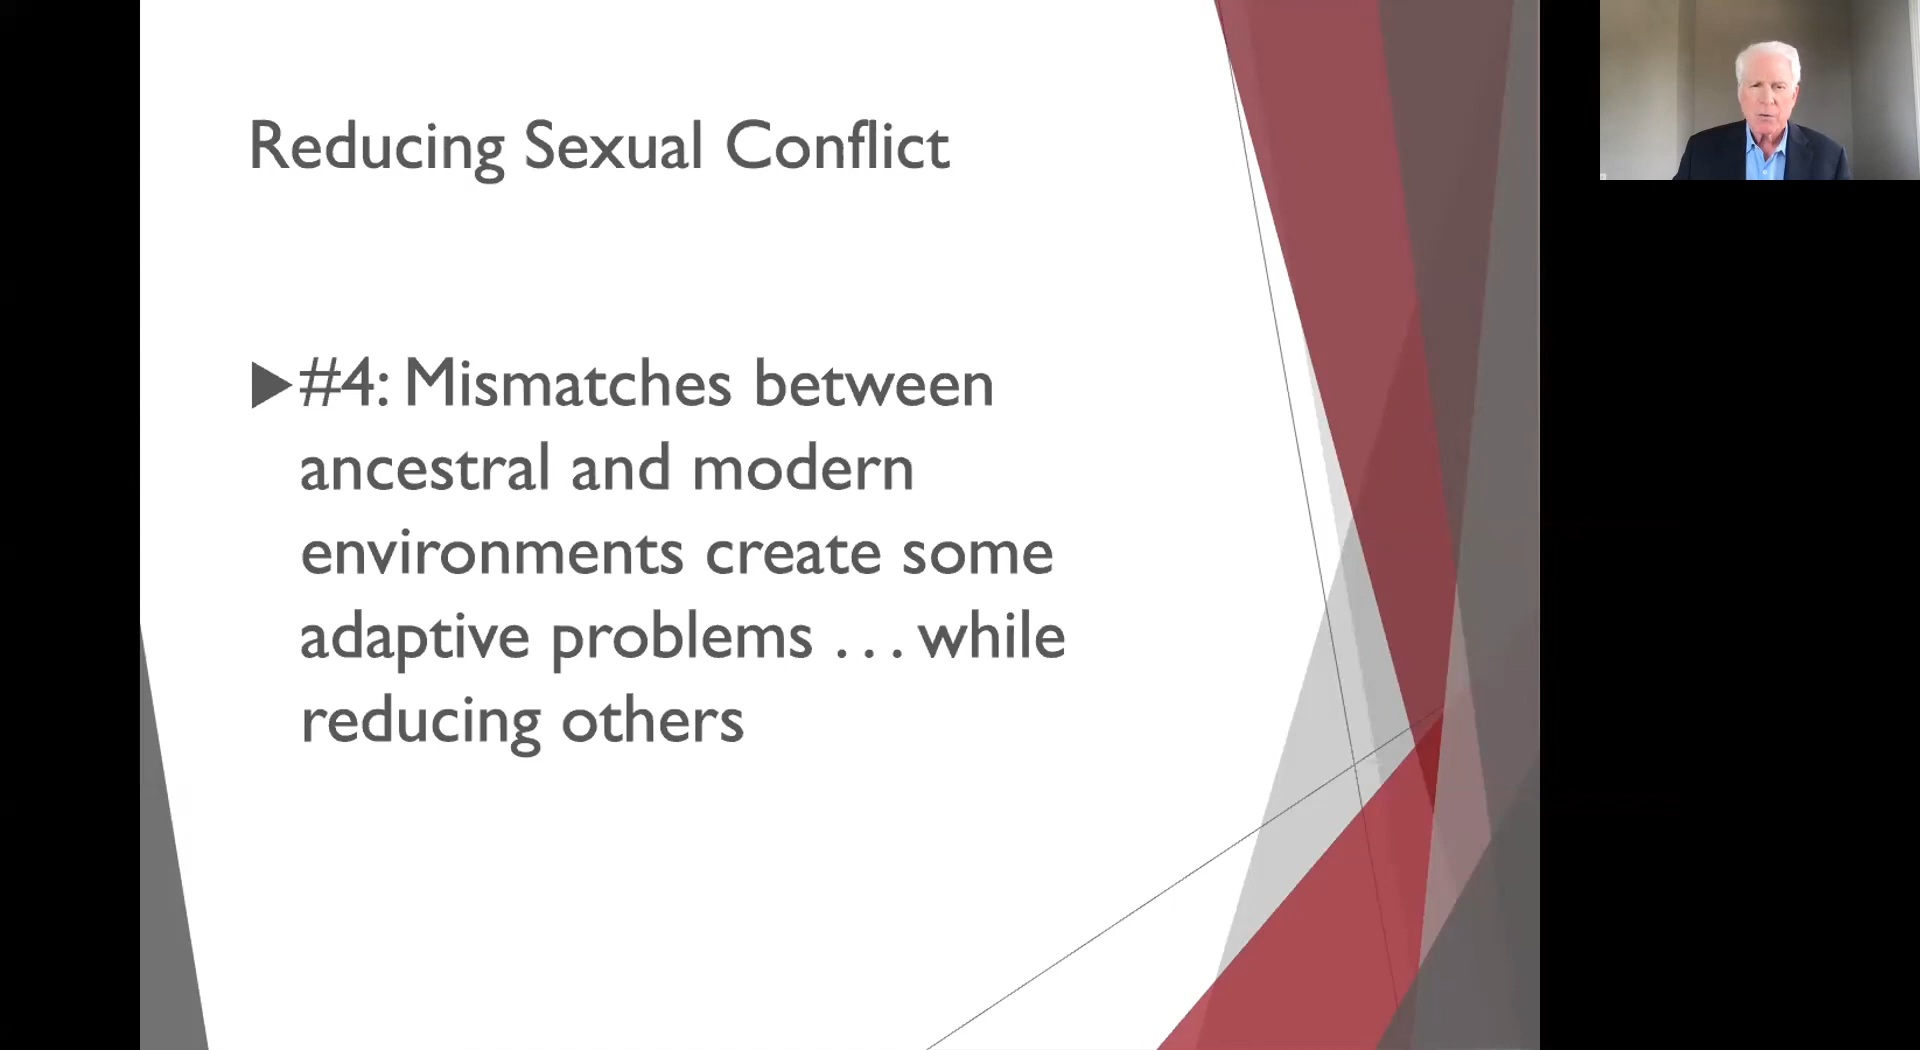 Reducing Sexual Conflict
#4: Mismatches between
ancestral and modern
environments create some
adaptive problems . . . while
reducing others